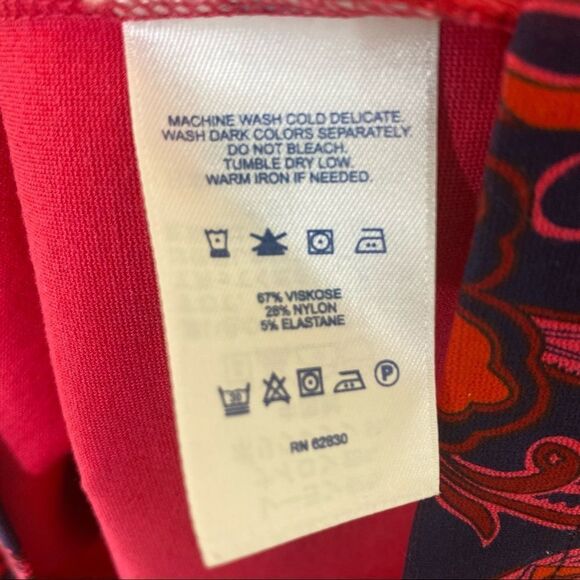 MACHINE WASH COLD DELICATE.
WASH DARK COLORS SEPARATELY
DO NOT BLEACH.
TUMBLE DRY LOW.
WARM IRON IF NEEDED.
67% VISKOSE
28% NYLON
5% ELASTANE
30
P
RN 62830